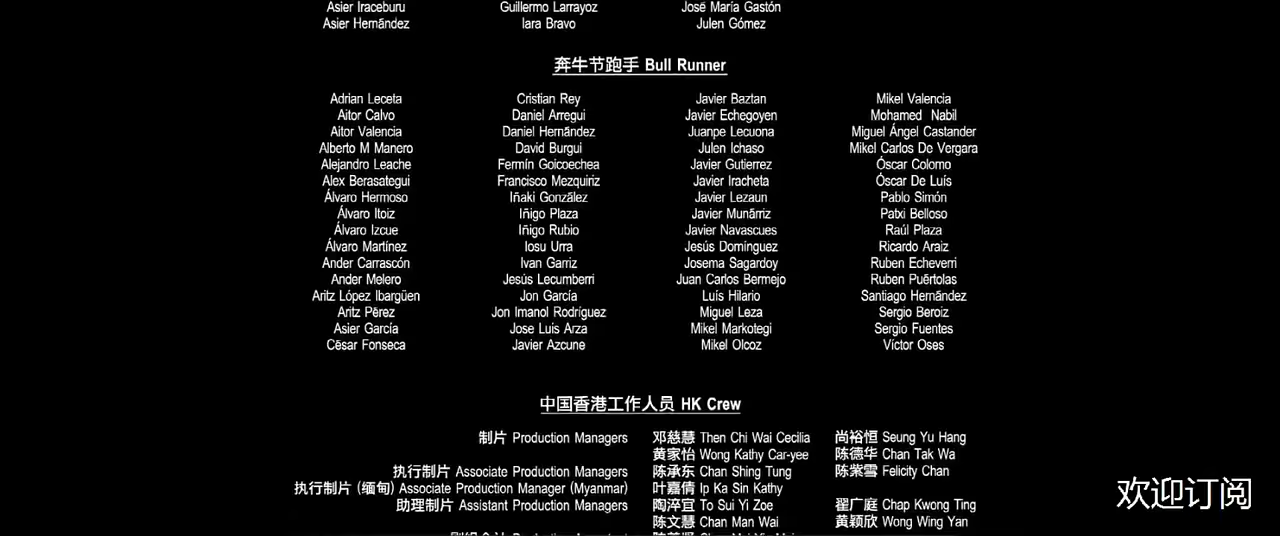 Asier Iraceburu Guillermo Larrayoz José María Gastón
Asier Hernández Iara Bravo Julen Gómez
奔牛节跑手 Bull Runner
Adrian Leceta Cristian Rey Javier Baztan Mikel Valencia
Aitor Calvo Daniel Arregui Javier Echegoyen Mohamed Nabil
Aitor Valencia Daniel Hernández Juanpe Lecuona Miguel Ángel Castander
Alberto M Manero David Burgui Julen Ichaso Mikel Carlos De Vergara
Alejandro Leache Fermín Goicoechea Javier Gutierrez Óscar Colomo
Alex Berasategui Francisco Mezquiriz Javier Iracheta Óscar De Luís
Álvaro Hermoso Iñaki González Javier Lezaun Pablo Simón
Álvaro Itoiz Iñigo Plaza Javier Munárriz Patxi Belloso
Álvaro Izcue Iñigo Rubio Javier Navascues Raúl Plaza
Álvaro Martínez Iosu Urra Jesús Domínguez Ricardo Araiz
Ander Carrascón Ivan Garriz Josema Sagardoy Ruben Echeverri
Ander Melero Jesús Lecumberri Juan Carlos Bermejo Ruben Puértolas
Aritz López Ibargüen Jon García Luís Hilario Santiago Hernández
Aritz Pérez Jon Imanol Rodríguez Miguel Leza Sergio Beroiz
Asier García Jose Luis Arza Mikel Markotegi Sergio Fuentes
César Fonseca Javier Azcune Mikel Olcoz Víctor Oses
中国香港工作人员 HK Crew
制片 Production Managers 邓慈慧 Then Chi Wai Cecilia 尚裕恒 Seung Yu Hang
黄家怡 Wong Kathy Car-yee 陈德华 Chan Tak Wa
执行制片 Associate Production Managers 陈承东 Chan Shing Tung 陈紫雪 Felicity Chan
执行制片 (缅甸) Associate Production Manager (Myanmar) 叶嘉倩 Ip Ka Sin Kathy
助理制片 Assistant Production Managers 陶淬宜 To Sui Yi Zoe 翟广庭 Chap Kwong Ting
陈文慧 Chan Man Wai 黄颖欣 Wong Wing Yan
欢迎订阅